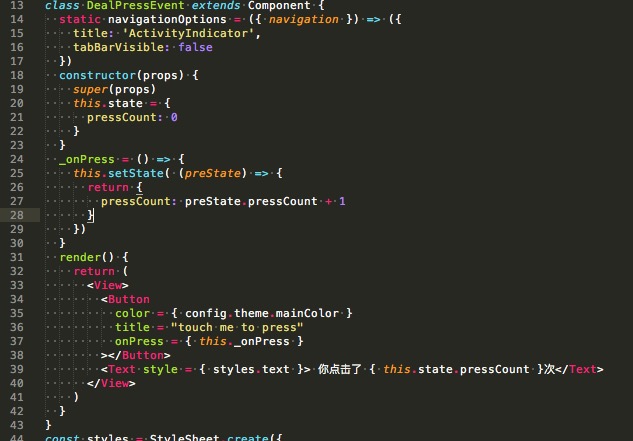 13 class DealPressEvent extends Component {
14   static navigationOptions = ({ navigation }) => ({
15     title: 'ActivityIndicator',
16     tabBarVisible: false
17   })
18   constructor(props) {
19     super(props)
20     this.state = {
21       pressCount: 0
22     }
23   }
24   _onPress = () => {
25     this.setState( (preState) => {
26       return {
27         pressCount: preState.pressCount + 1
28       }
29     })
30   }
31   render() {
32     return (
33       <View>
34         <Button
35           color = { config.theme.mainColor }
36           title = "touch me to press"
37           onPress = { this._onPress }
38         ></Button>
39         <Text style = { styles.text }> 你点击了 { this.state.pressCount }次</Text>
40       </View>
41     )
42   }
43 }
44 const styles = StyleSheet.create({